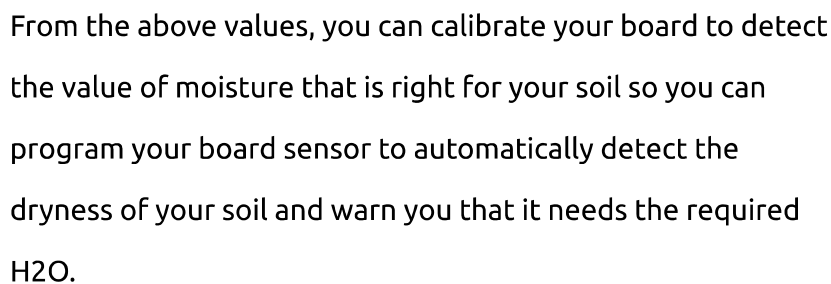 From the above values, you can calibrate your board to detect
the value of moisture that is right for your soil so you can
program your board sensor to automatically detect the
dryness of your soil and warn you that it needs the required
H2O.